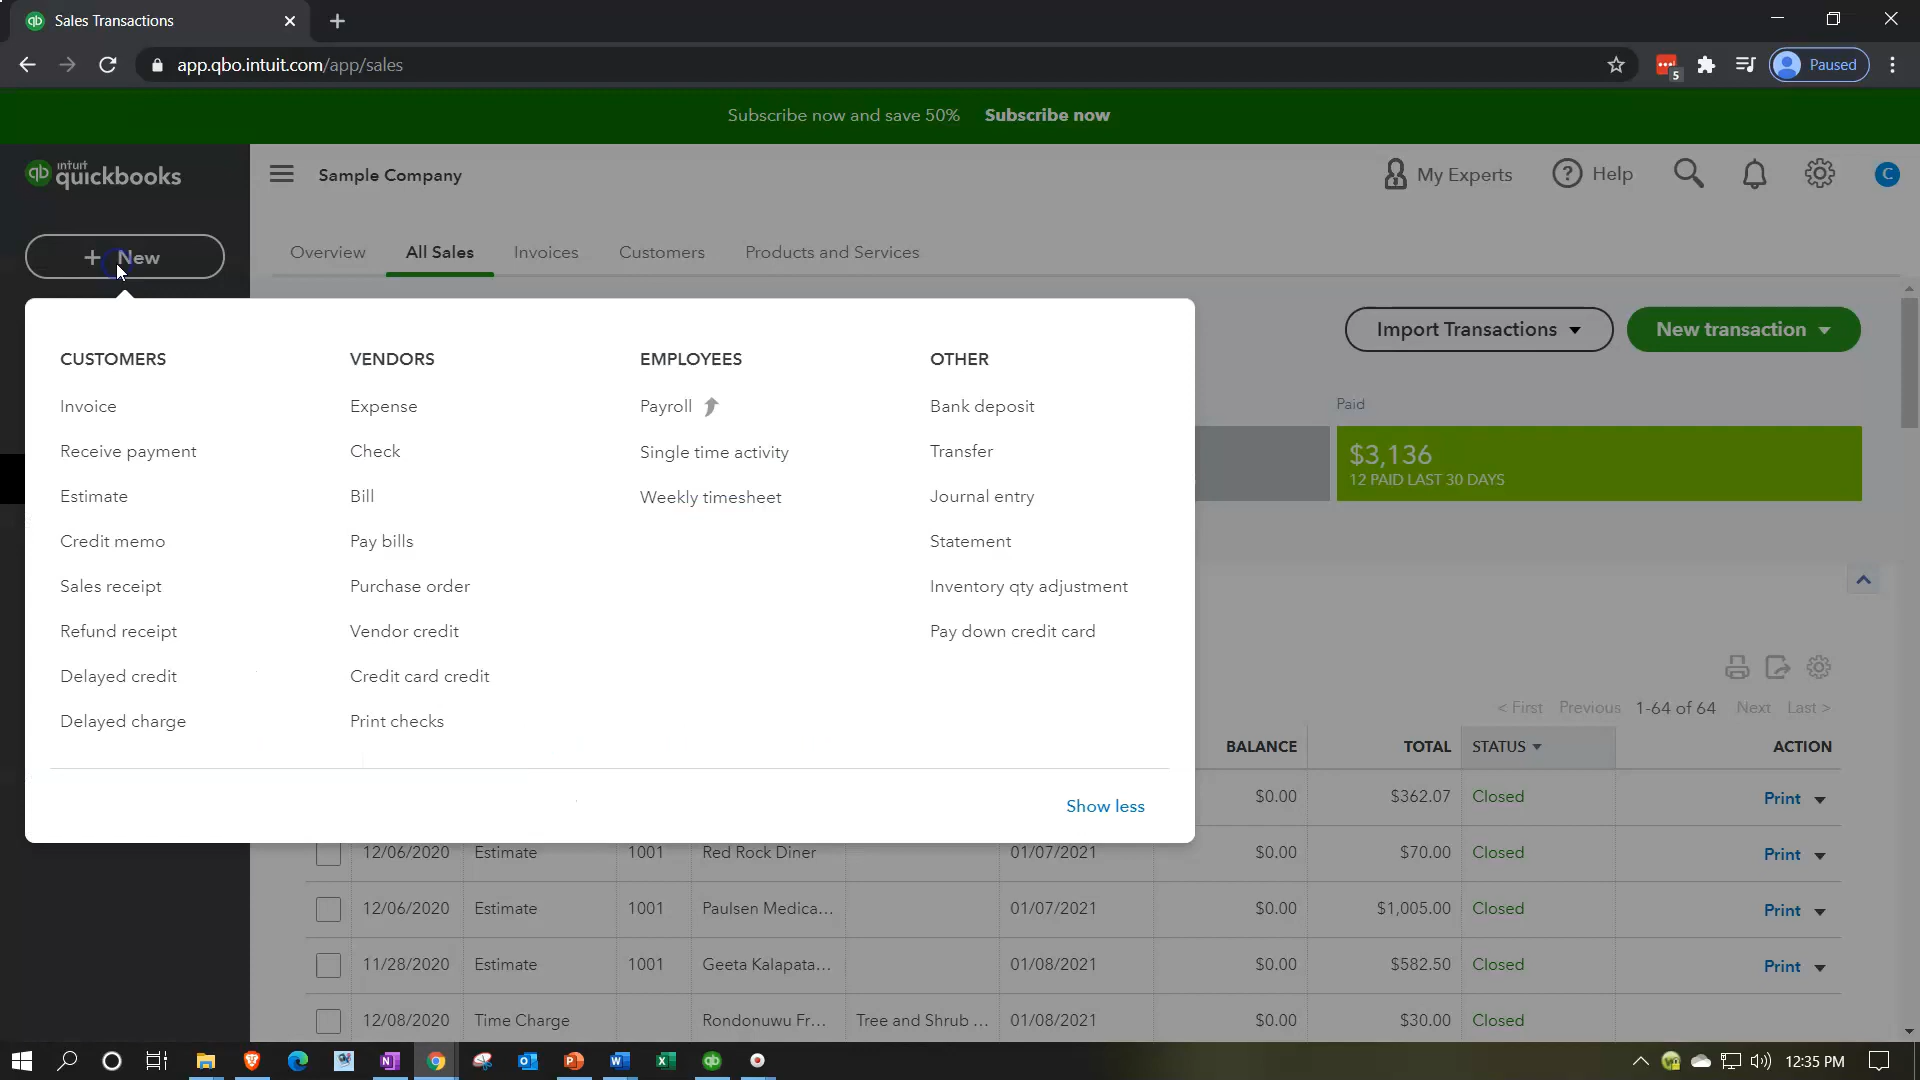 Sales Transactions
app.qbo.intuit.com/app/sales
5
Paused
Subscribe now and save 50% Subscribe now
qb intuit quickbooks
Sample Company
My Experts
? Help
C
+ New
Overview All Sales Invoices Customers Products and Services
Import Transactions
New transaction
CUSTOMERS
Invoice
Receive payment
Estimate
Credit memo
Sales receipt
Refund receipt
Delayed credit
Delayed charge
VENDORS
Expense
Check
Bill
Pay bills
Purchase order
Vendor credit
Credit card credit
Print checks
EMPLOYEES
Payroll
Single time activity
Weekly timesheet
OTHER
Bank deposit
Transfer
Journal entry
Statement
Inventory qty adjustment
Pay down credit card
Show less
Paid
$3,136
12 PAID LAST 30 DAYS
< First Previous 1-64 of 64 Next Last >
BALANCE TOTAL STATUS ACTION
$0.00 $362.07 Closed Print
12/06/2020 Estimate 1001 Red Rock Diner 01/07/2021 $0.00 $70.00 Closed Print
12/06/2020 Estimate 1001 Paulsen Medica... 01/07/2021 $0.00 $1,005.00 Closed Print
11/28/2020 Estimate 1001 Geeta Kalapata... 01/08/2021 $0.00 $582.50 Closed Print
12/08/2020 Time Charge Rondonuwu Fr... Tree and Shrub ... 01/08/2021 $0.00 $30.00 Closed
12:35 PM